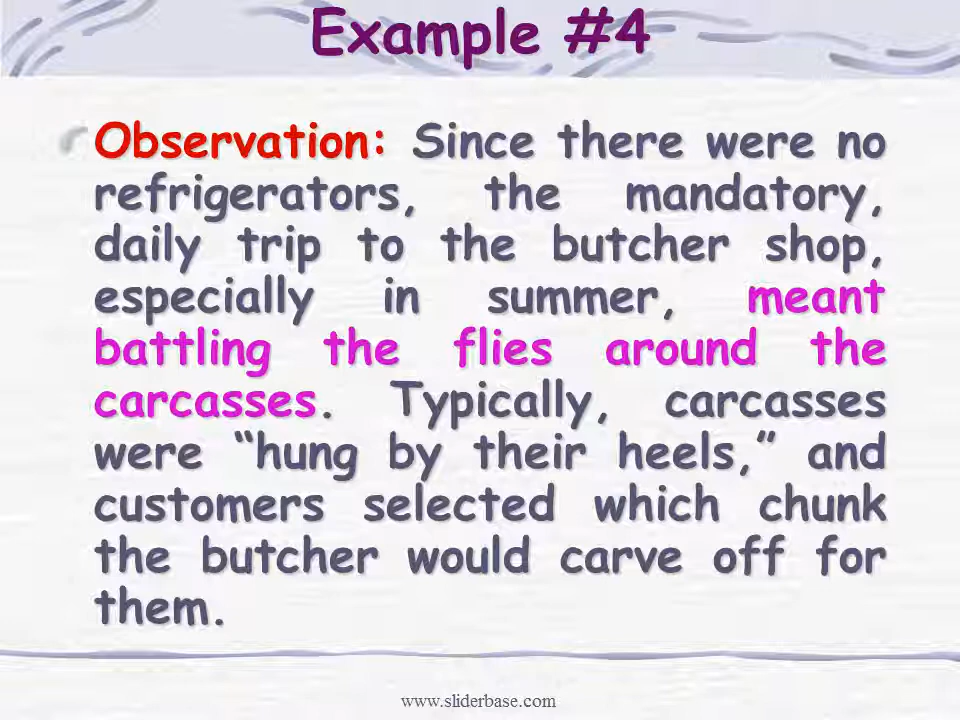 Example #4
Observation: Since there were no
refrigerators, the mandatory,
daily trip to the butcher shop,
especially in summer, meant
battling the flies around the
carcasses. Typically, carcasses
were “hung by their heels,” and
customers selected which chunk
the butcher would carve off for
them.
www.sliderbase.com